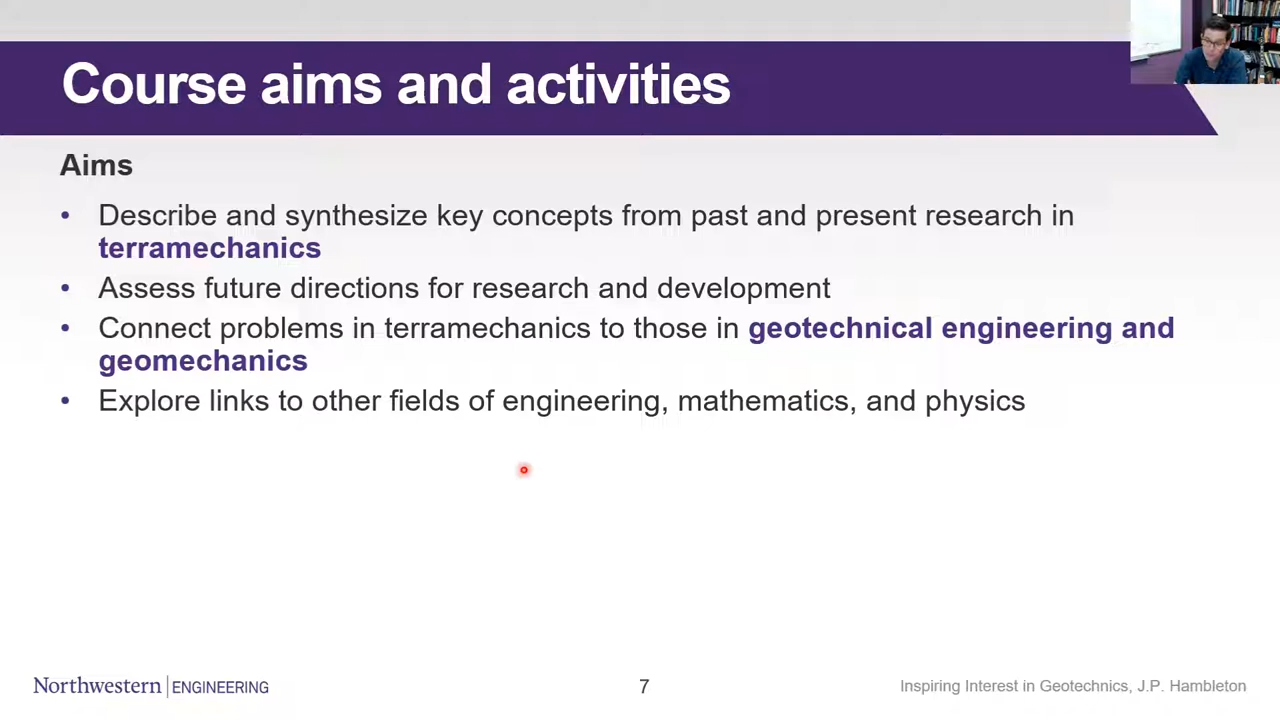 Course aims and activities
Aims
• Describe and synthesize key concepts from past and present research in
terramechanics
• Assess future directions for research and development
• Connect problems in terramechanics to those in geotechnical engineering and
geomechanics
• Explore links to other fields of engineering, mathematics, and physics
Northwestern | ENGINEERING
7
Inspiring Interest in Geotechnics, J.P. Hambleton